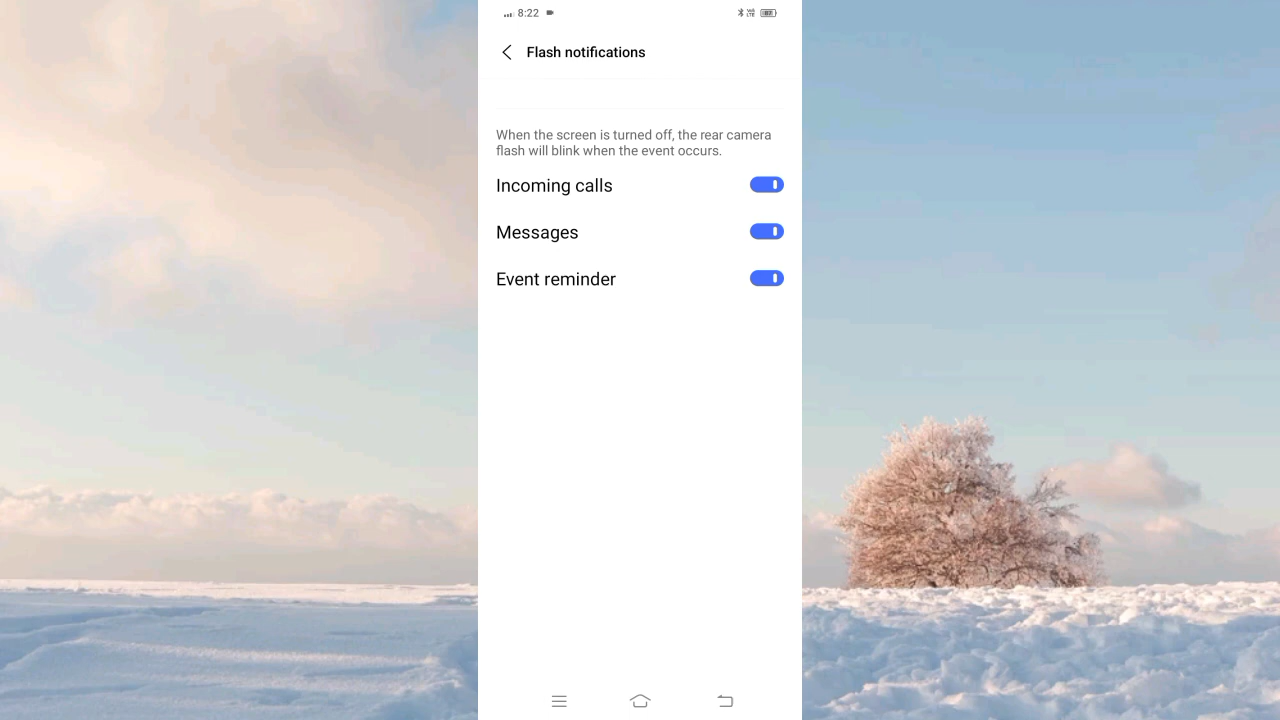 8:22
Flash notifications
When the screen is turned off, the rear camera
flash will blink when the event occurs.
Incoming calls
Messages
Event reminder